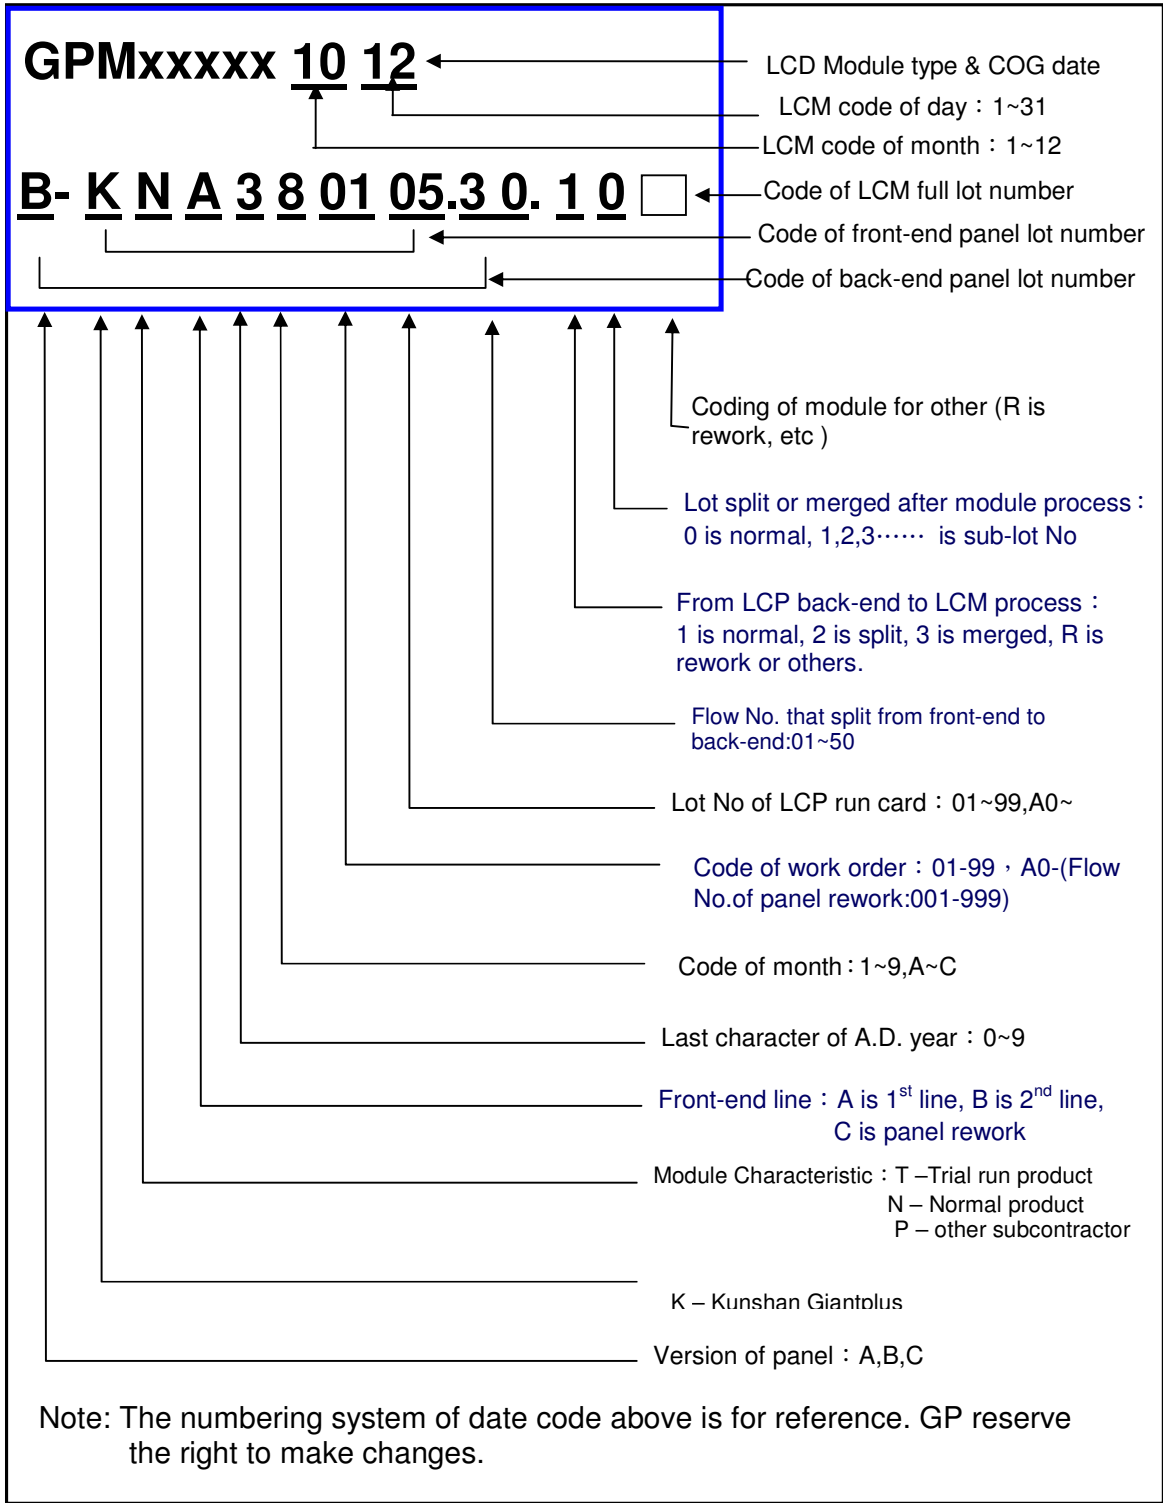 GPMxxxxx 10 12
LCD Module type & COG date
LCM code of day：1~31
LCM code of month：1~12
B- K N A 3 8 01 05.3 0. 1 0 □
Code of LCM full lot number
Code of front-end panel lot number
Code of back-end panel lot number
Coding of module for other (R is
rework, etc )
Lot split or merged after module process：
0 is normal, 1,2,3⋯⋯ is sub-lot No
From LCP back-end to LCM process：
1 is normal, 2 is split, 3 is merged, R is
rework or others.
Flow No. that split from front-end to
back-end:01~50
Lot No of LCP run card：01~99,A0~
Code of work order：01-99，A0-(Flow
No.of panel rework:001-999)
Code of month：1~9,A~C
Last character of A.D. year：0~9
Front-end line：A is 1st line, B is 2nd line,
C is panel rework
Module Characteristic：T –Trial run product
N – Normal product
P – other subcontractor
K – Kunshan Giantplus
Version of panel：A,B,C
Note: The numbering system of date code above is for reference. GP reserve
the right to make changes.